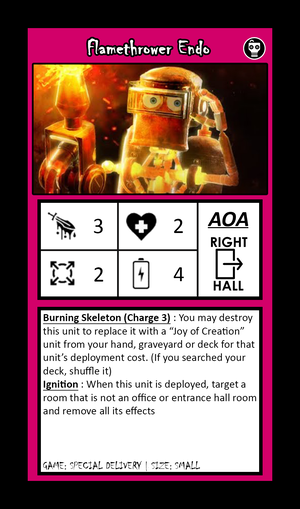 Flamethrower Endo
3
2
AOA
RIGHT
2
4
HALL
Burning Skeleton (Charge 3) : You may destroy
this unit to replace it with a “Joy of Creation”
unit from your hand, graveyard or deck for that
unit’s deployment cost. (If you searched your
deck, shuffle it)
Ignition : When this unit is deployed, target a
room that is not an office or entrance hall room
and remove all its effects
GAME: SPECIAL DELIVERY | SIZE: SMALL